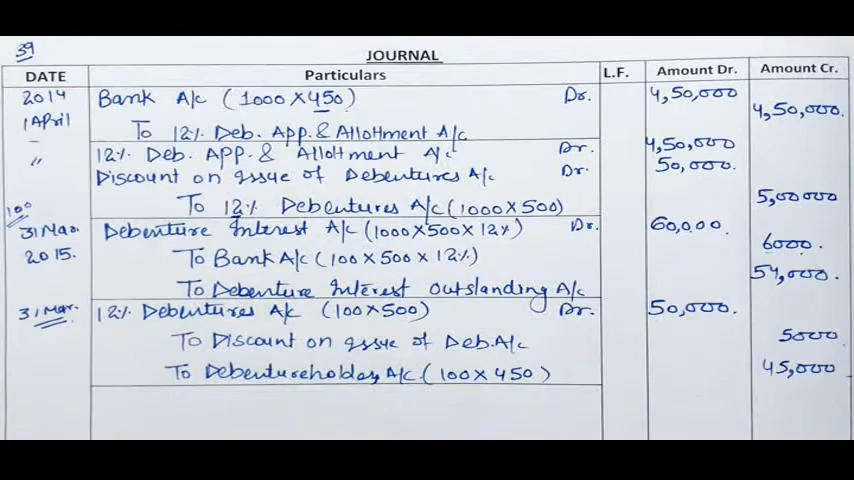 39
JOURNAL
DATE Particulars L.F. Amount Dr. Amount Cr.
2014 Bank A/c (1000×450) Dr. 4,50,000
1 April To 12% Deb. App. & Allotment A/c 4,50,000.
" 12% Deb. App. & Allotment A/c Dr. 4,50,000
Discount on Issue of Debentures A/c Dr. 50,000.
To 12% Debentures A/c (1000×500) 5,00000
100
31 Mar. Debenture Interest A/c (1000×500×12%) Dr. 60,000.
2015. To Bank A/c (100×500×12%) 6000.
To Debenture Interest Outstanding A/c 54,000.
31 Mar. 12% Debentures A/c (100×500) Dr. 50,000.
To Discount on Issue of Deb. A/c 5000
To Debentureholders A/c. (100×450) 45,000